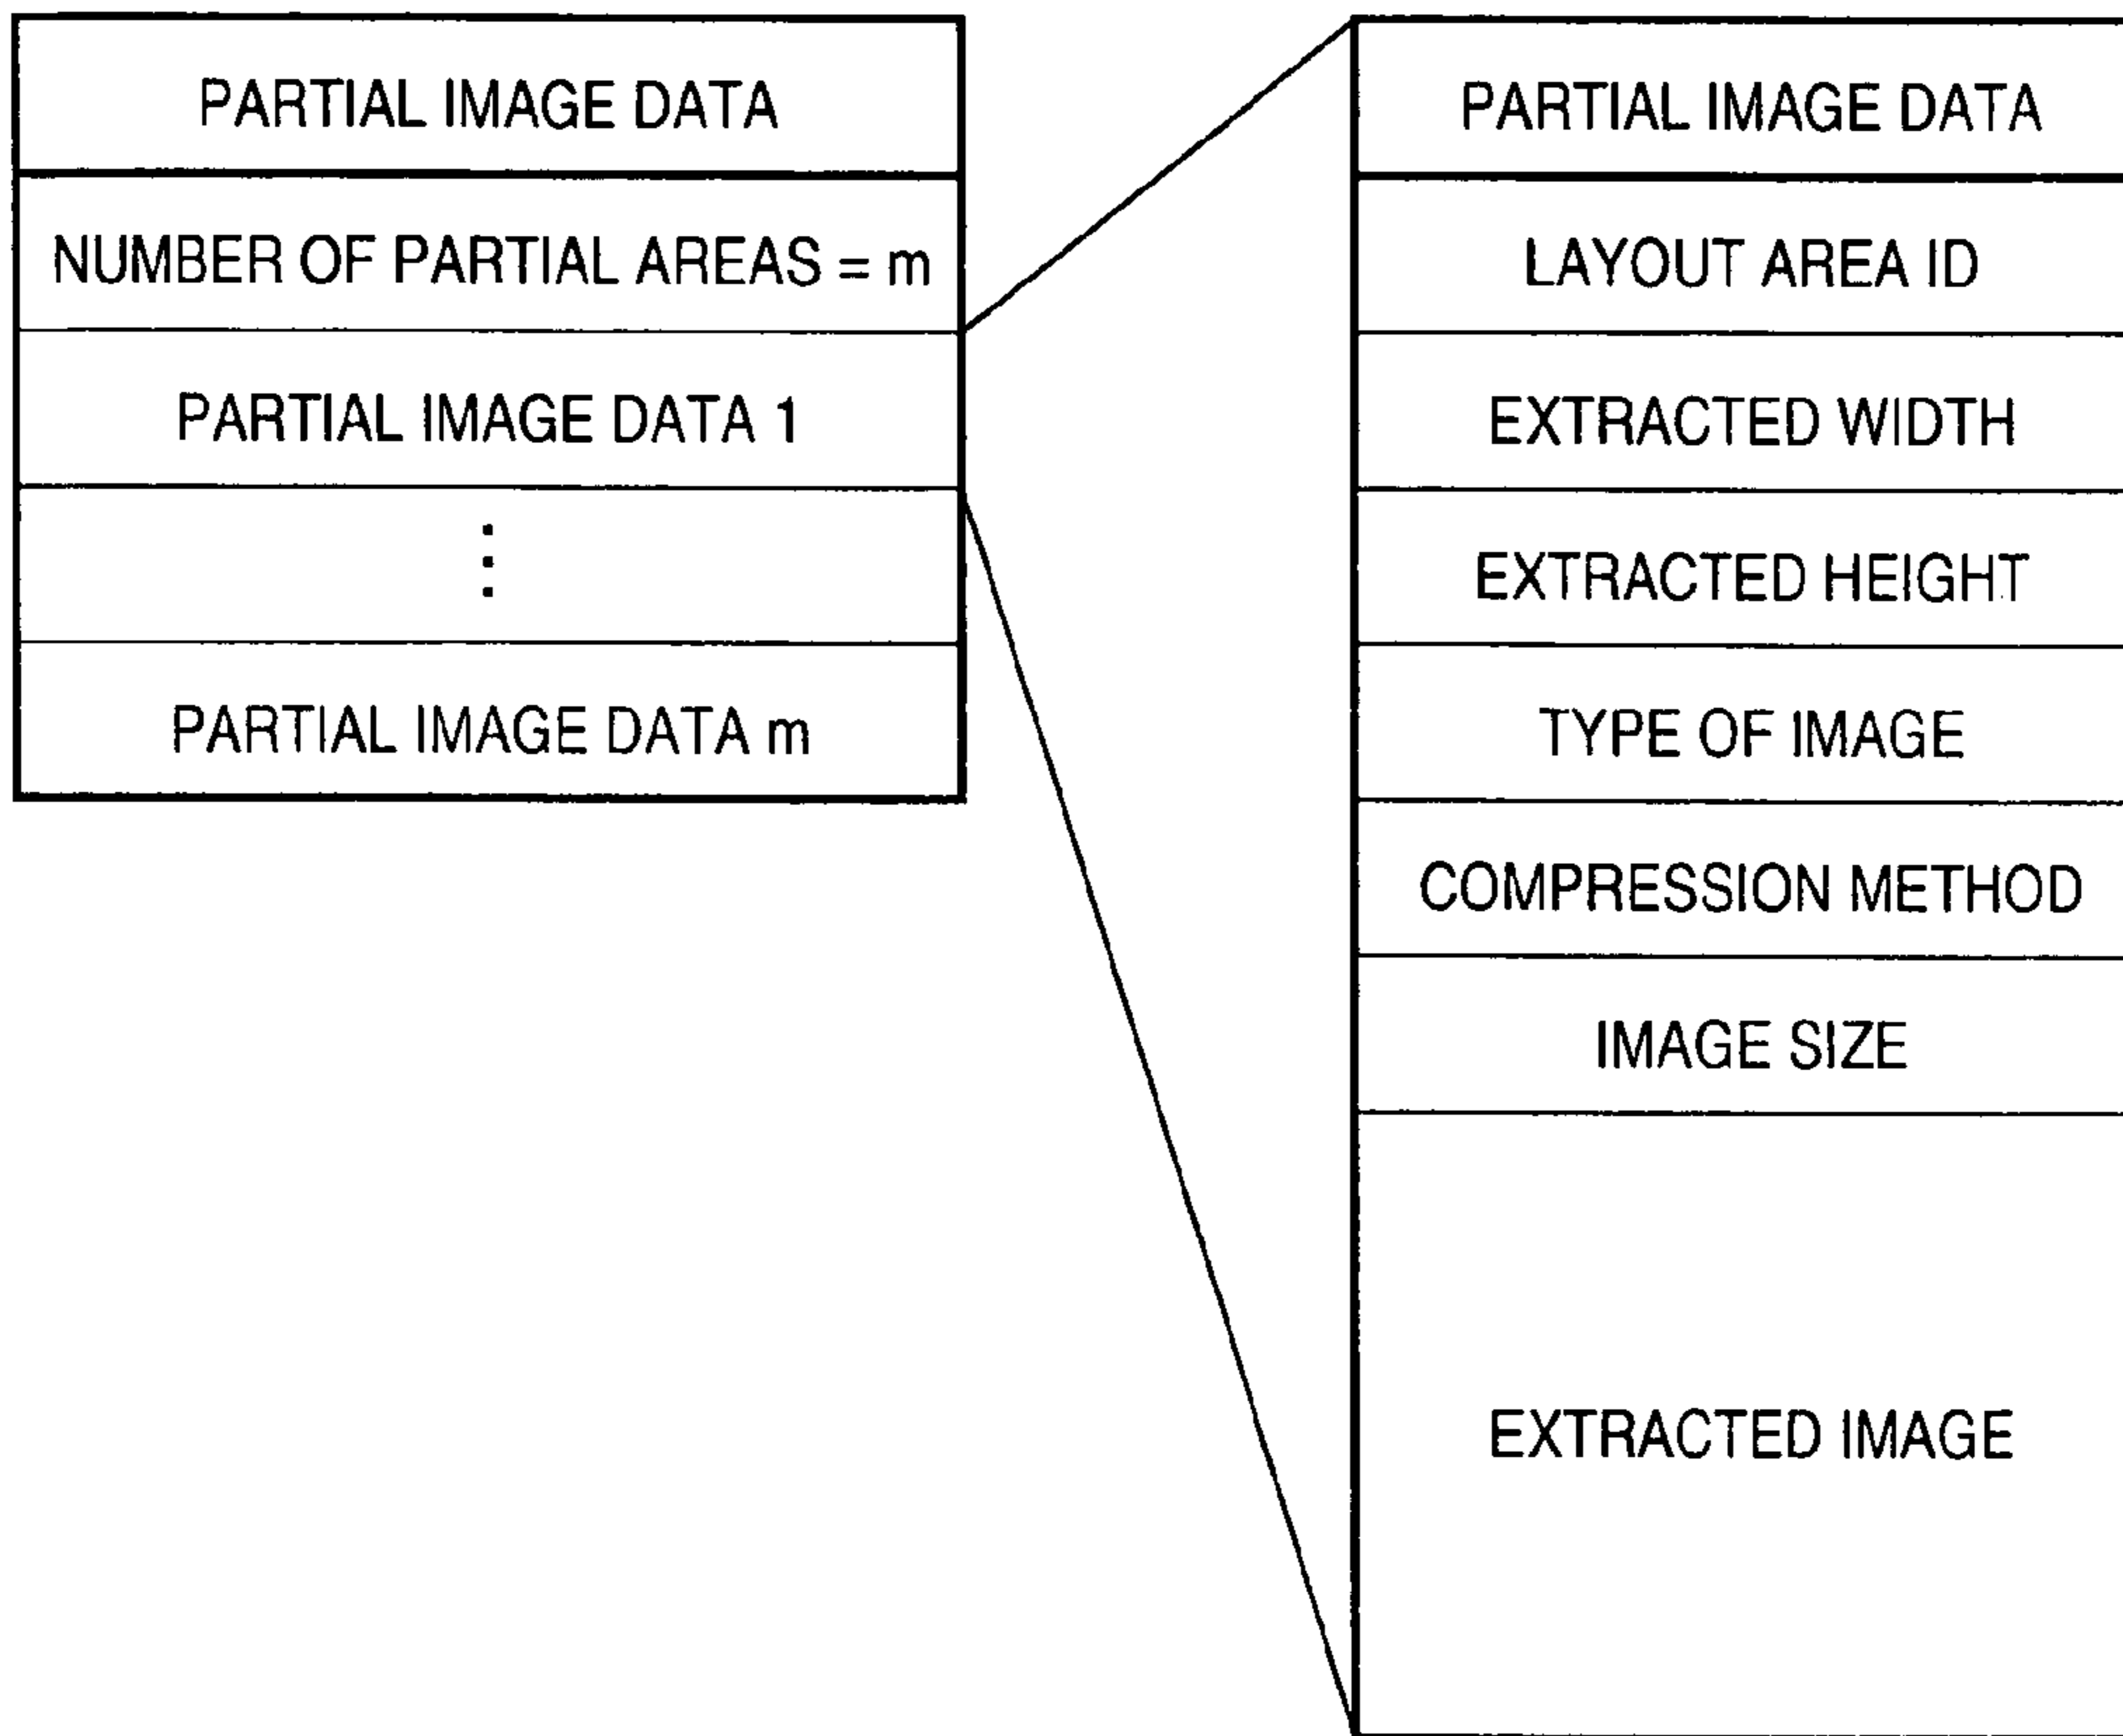 PARTIAL IMAGE DATA
NUMBER OF PARTIAL AREAS = m
PARTIAL IMAGE DATA 1
⋮
PARTIAL IMAGE DATA m
PARTIAL IMAGE DATA
LAYOUT AREA ID
EXTRACTED WIDTH
EXTRACTED HEIGHT
TYPE OF IMAGE
COMPRESSION METHOD
IMAGE SIZE
EXTRACTED IMAGE